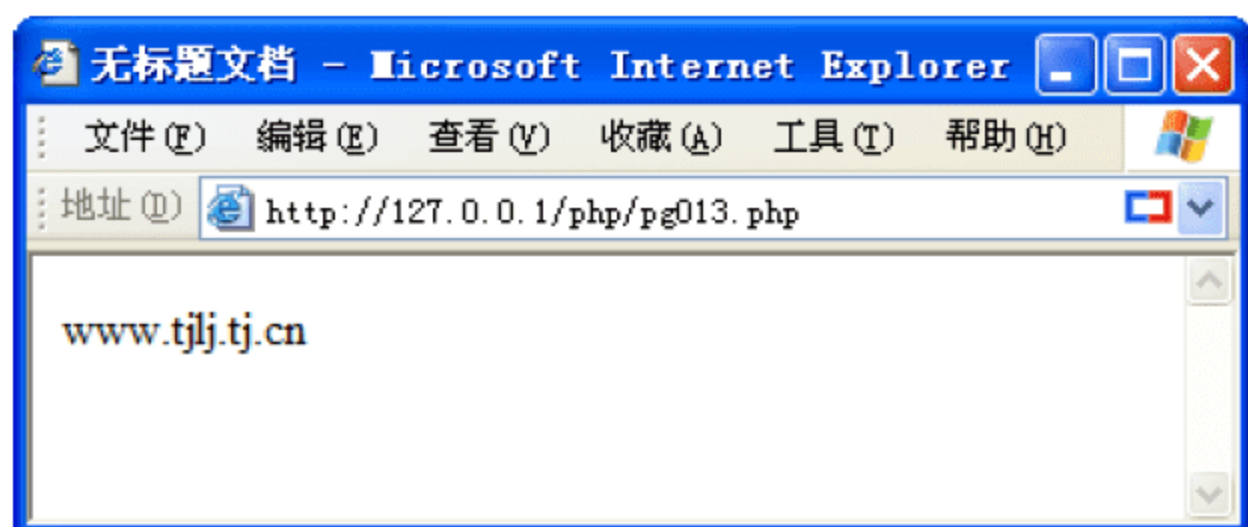 无标题文档 - Microsoft Internet Explorer
文件(F) 编辑(E) 查看(V) 收藏(A) 工具(T) 帮助(H)
地址(D) http://127.0.0.1/php/pg013.php
www.tjlj.tj.cn